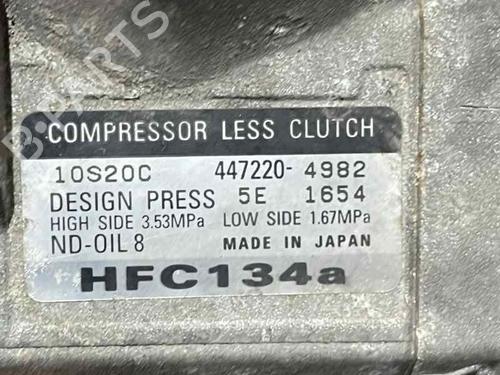 COMPRESSOR LESS CLUTCH
10S20C 447220-4982
DESIGN PRESS 5E 1654
HIGH SIDE 3.53MPa LOW SIDE 1.67MPa
ND-OIL 8 MADE IN JAPAN
HFC134a
B-PARTS